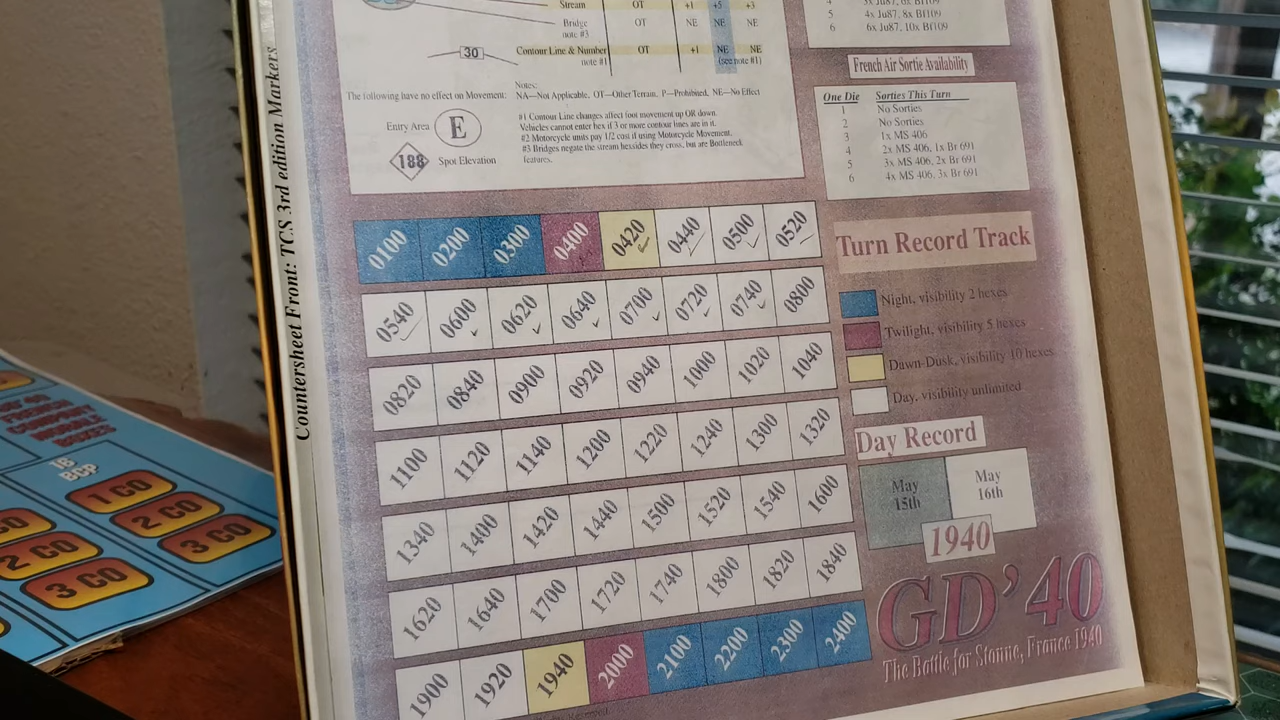 Countersheet Front: TCS 3rd edition Markers
Stream OT +1 +5 +3
Bridge OT NE NE NE
note #3
30
Contour Line & Number OT +1 NE NE
note #1 (see note #1)
The following have no effect on Movement:
Notes:
NA—Not Applicable, OT—Other Terrain, P—Prohibited, NE—No Effect
Entry Area E
188 Spot Elevation
#1 Contour Line changes affect foot movement up OR down.
Vehicles cannot enter hex if 3 or more contour lines are in it.
#2 Motorcycle units pay 1/2 cost if using Motorcycle Movement.
#3 Bridges negate the stream hexsides they cross, but are Bottleneck
features.
5 4x Ju87, 8x Bf109
6 6x Ju87, 10x Bf109
French Air Sortie Availability
One Die Sorties This Turn
1 No Sorties
2 No Sorties
3 1x MS 406
4 2x MS 406, 1x Br 691
5 3x MS 406, 2x Br 691
6 4x MS 406, 3x Br 691
0100 0200 0300 0400 0420 0440 0500 0520
0540 0600 0620 0640 0700 0720 0740 0800
0820 0840 0900 0920 0940 1000 1020 1040
1100 1120 1140 1200 1220 1240 1300 1320
1340 1400 1420 1440 1500 1520 1540 1600
1620 1640 1700 1720 1740 1800 1820 1840
1900 1920 1940 2000 2100 2200 2300 2400
Turn Record Track
Night, visibility 2 hexes
Twilight, visibility 5 hexes
Dawn-Dusk, visibility 10 hexes
Day, visibility unlimited
Day Record
May
15th
May
16th
1940
GD'40
The Battle for Stonne, France 1940
COMPANY
MORALE
BOXES
1B
BCP
1 CO
2 CO
3 CO
CO
2 CO
3 CO